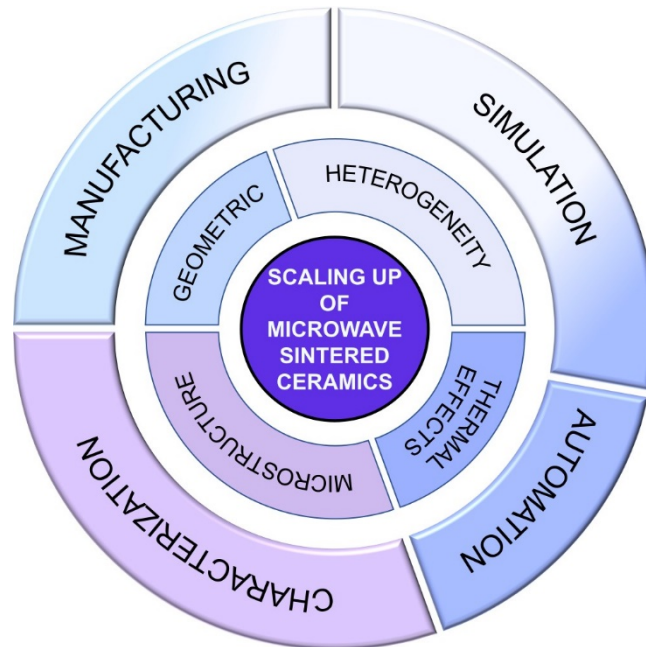 MANUFACTURING
SIMULATION
GEOMETRIC
HETEROGENEITY
SCALING UP
OF
MICROWAVE
SINTERED
CERAMICS
MICROSTRUCTURE
THERMAL
EFFECTS
CHARACTERIZATION
AUTOMATION